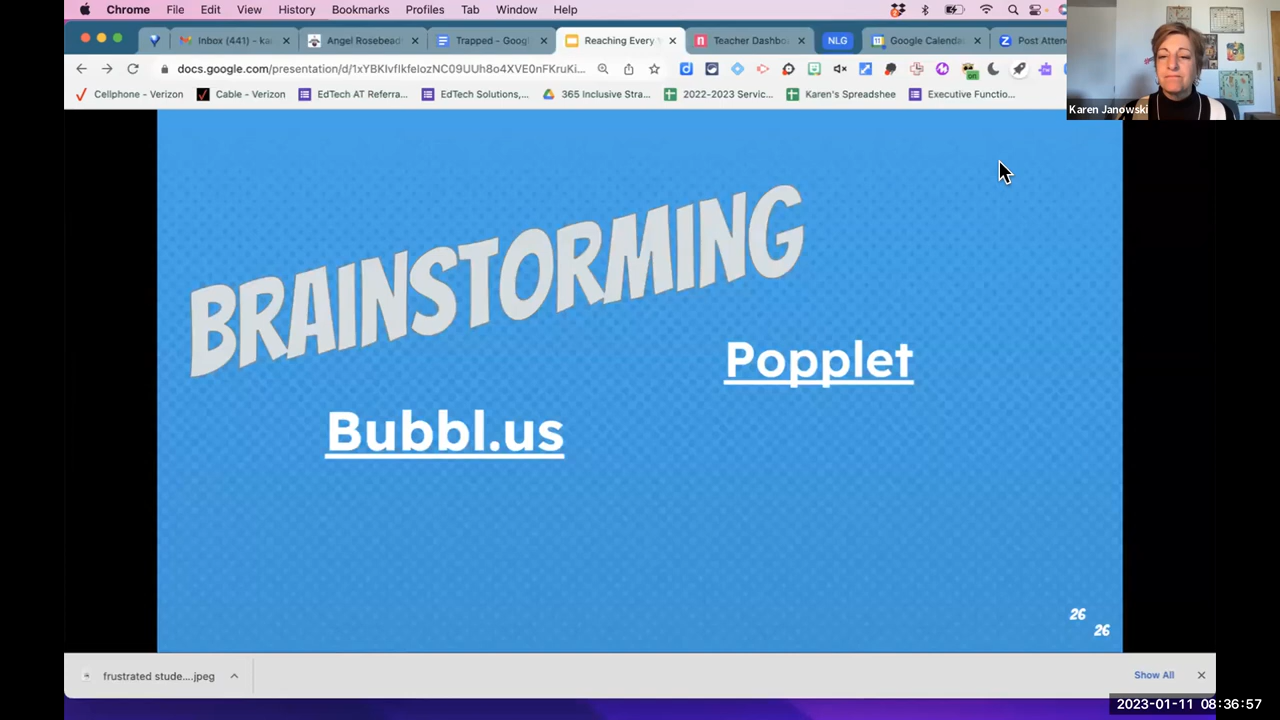 Chrome File Edit View History Bookmarks Profiles Tab Window Help
Inbox (441) - ka Angel Rosebead Trapped - Goog Reaching Every Teacher Dashbo NLG Google Calenda Post Atten
docs.google.com/presentation/d/1xYBKIvfIkfeIozNC09UUh8o4XVE0nFKruKi...
Cellphone - Verizon Cable - Verizon EdTech AT Referra... EdTech Solutions,... 365 Inclusive Stra... 2022-2023 Servic... Karen's Spreadshee Executive Functio...
Karen Janowski
BRAINSTORMING
Popplet
Bubbl.us
26
26
frustrated stude....jpeg
Show All
2023-01-11 08:36:57